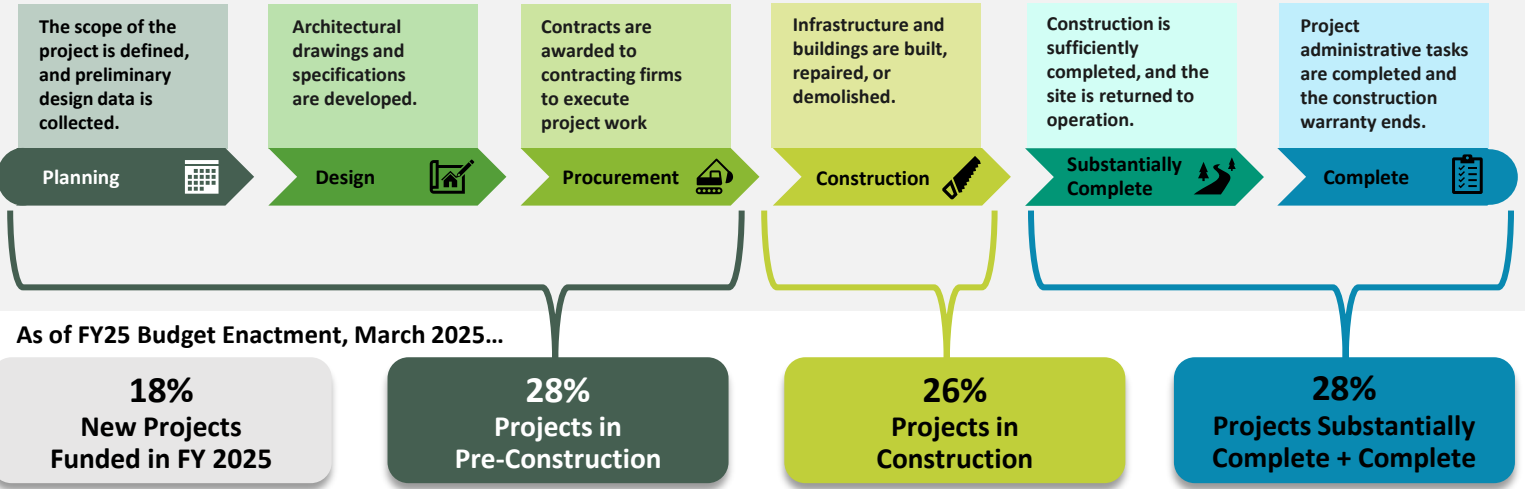 The scope of the
project is defined,
and preliminary
design data is
collected.
Planning
Architectural
drawings and
specifications
are developed.
Design
Contracts are
awarded to
contracting firms
to execute
project work
Procurement
Infrastructure and
buildings are built,
repaired, or
demolished.
Construction
Construction is
sufficiently
completed, and the
site is returned to
operation.
Substantially
Complete
Project
administrative tasks
are completed and
the construction
warranty ends.
Complete
As of FY25 Budget Enactment, March 2025…
18%
New Projects
Funded in FY 2025
28%
Projects in
Pre-Construction
26%
Projects in
Construction
28%
Projects Substantially
Complete + Complete